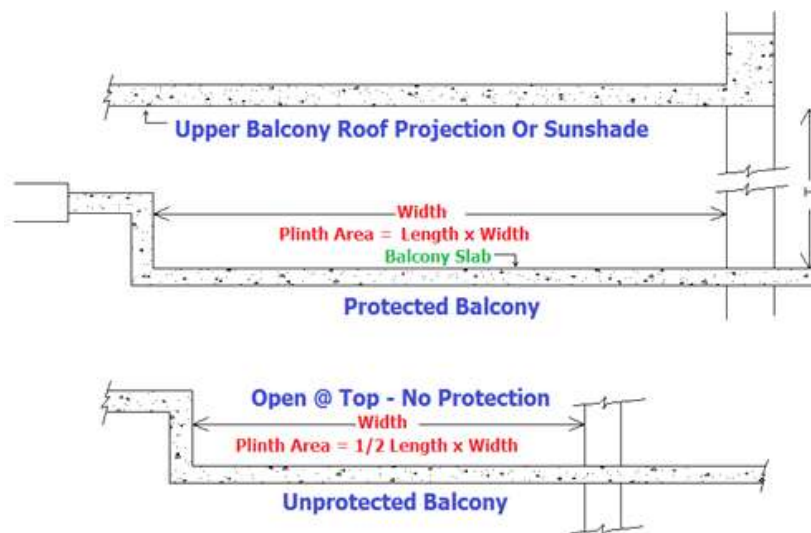 Upper Balcony Roof Projection Or Sunshade
Width
Plinth Area = Length x Width
Balcony Slab
Protected Balcony
Open @ Top - No Protection
Width
Plinth Area = 1/2 Length x Width
Unprotected Balcony